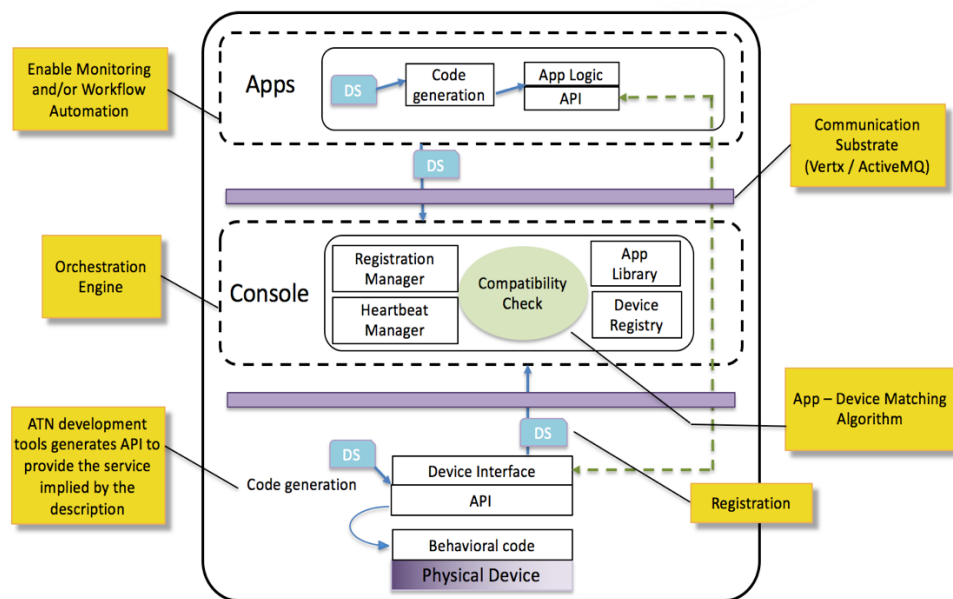 Enable Monitoring
and/or Workflow
Automation
Apps
DS
Code
generation
App Logic
API
DS
Communication
Substrate
(Vertx / ActiveMQ)
Orchestration
Engine
Console
Registration
Manager
Heartbeat
Manager
Compatibility
Check
App
Library
Device
Registry
App – Device Matching
Algorithm
ATN development
tools generates API to
provide the service
implied by the
description
DS
DS
Code generation
Device Interface
API
Registration
Behavioral code
Physical Device